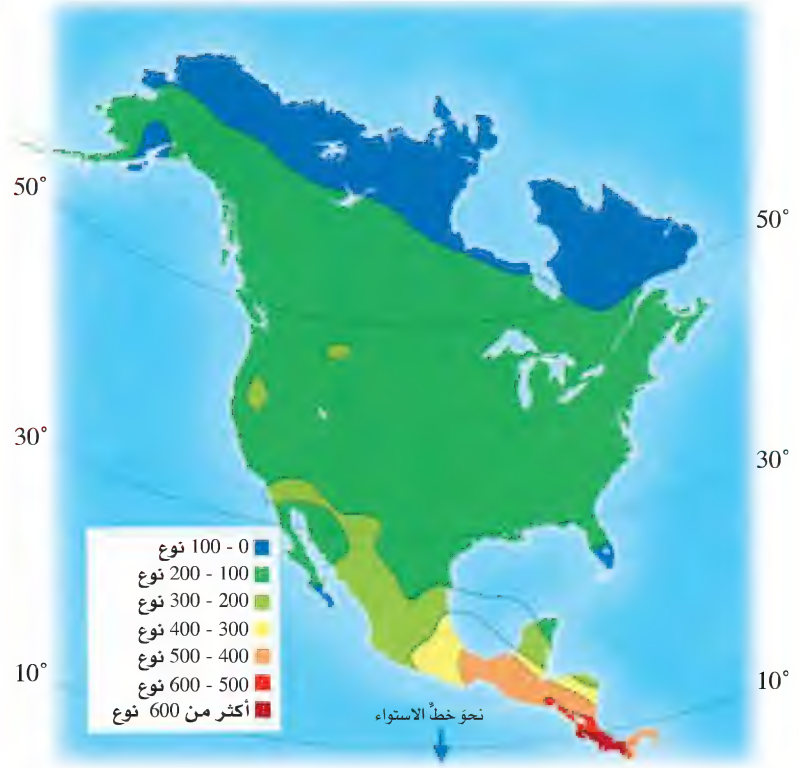 50°
50°
30°
30°
0 - 100 نوع
100 - 200 نوع
200 - 300 نوع
300 - 400 نوع
400 - 500 نوع
500 - 600 نوع
أكثر من 600 نوع
10°
10°
نحوَ خطِّ الاستواء